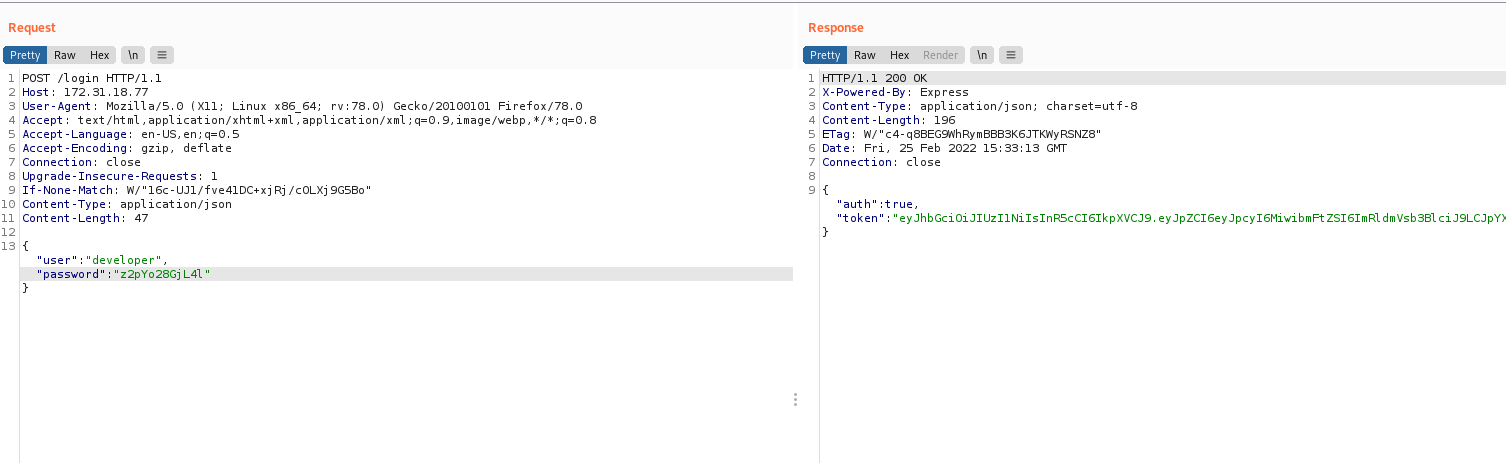 Request
Pretty Raw Hex \n ≡
1 POST /login HTTP/1.1
2 Host: 172.31.18.77
3 User-Agent: Mozilla/5.0 (X11; Linux x86_64; rv:78.0) Gecko/20100101 Firefox/78.0
4 Accept: text/html,application/xhtml+xml,application/xml;q=0.9,image/webp,*/*;q=0.8
5 Accept-Language: en-US,en;q=0.5
6 Accept-Encoding: gzip, deflate
7 Connection: close
8 Upgrade-Insecure-Requests: 1
9 If-None-Match: W/"16c-UJ1/fve41DC+xjRj/cOLXj9G5Bo"
10 Content-Type: application/json
11 Content-Length: 47
12
13 {
"user":"developer",
"password":"z2pYo28GjL4l"
}
Response
Pretty Raw Hex Render \n ≡
1 HTTP/1.1 200 OK
2 X-Powered-By: Express
3 Content-Type: application/json; charset=utf-8
4 Content-Length: 196
5 ETag: W/"c4-q8BEG9WhRymBBB3K6JTKWyRSNZ8"
6 Date: Fri, 25 Feb 2022 15:33:13 GMT
7 Connection: close
8
9 {
"auth":true,
"token":"eyJhbGciOiJIUzI1NiIsInR5cCI6IkpXVCJ9.eyJpZCI6eyJpcyI6MiwibmFtZSI6ImRldmVsb3BlciJ9LCJpYX
}